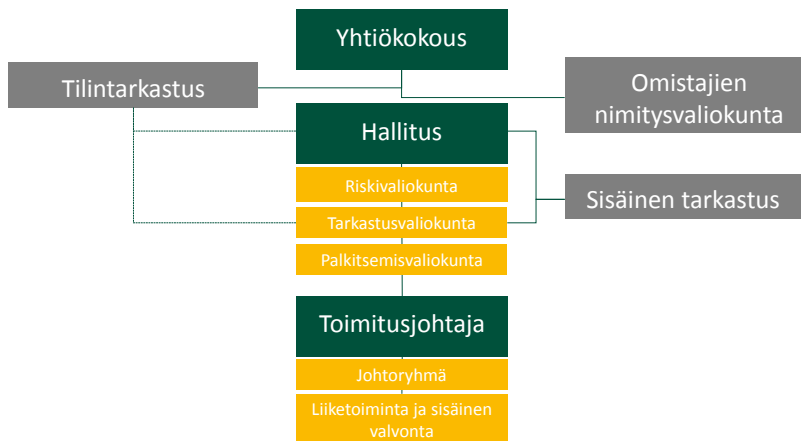 Yhtiökokous
Tilintarkastus
Omistajien
nimitysvaliokunta
Hallitus
Riskivaliokunta
Tarkastusvaliokunta
Sisäinen tarkastus
Palkitsemisvaliokunta
Toimitusjohtaja
Johtoryhmä
Liiketoiminta ja sisäinen
valvonta